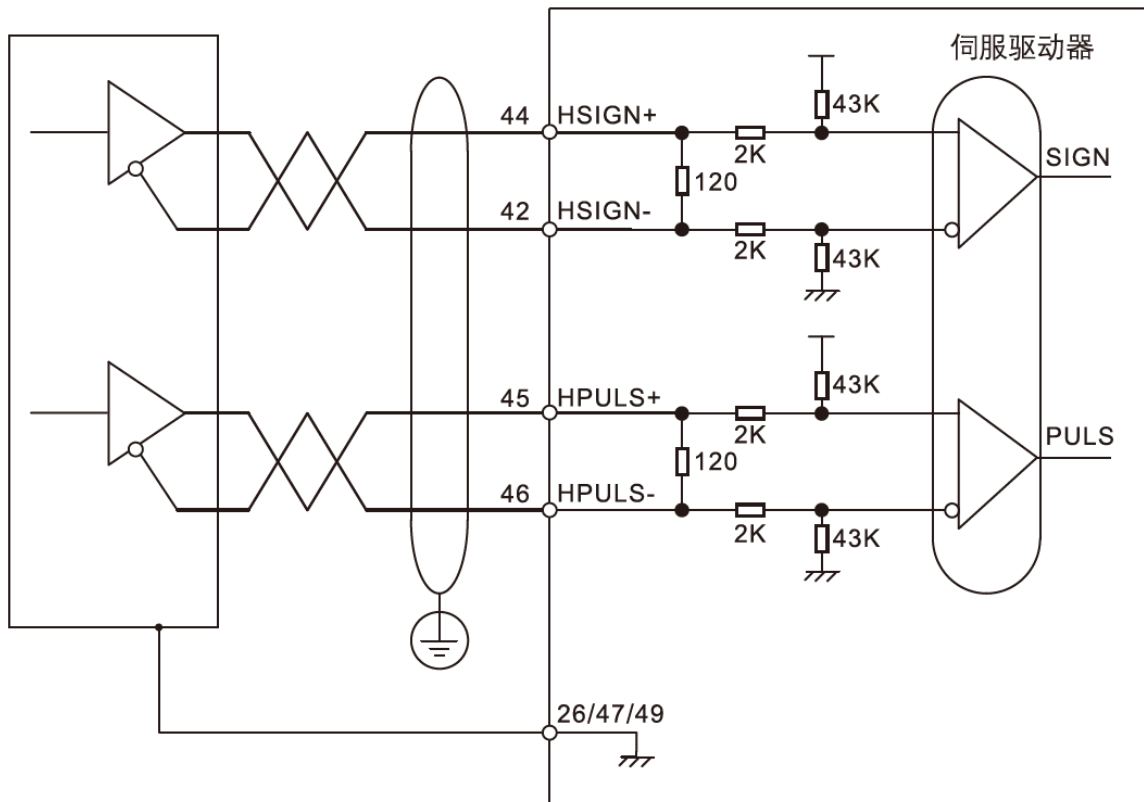 伺服驱动器
44
HSIGN+
43K
2K
SIGN
120
42
HSIGN-
2K
43K
43K
45
HPULS+
2K
PULS
120
46
HPULS-
2K
43K
26/47/49